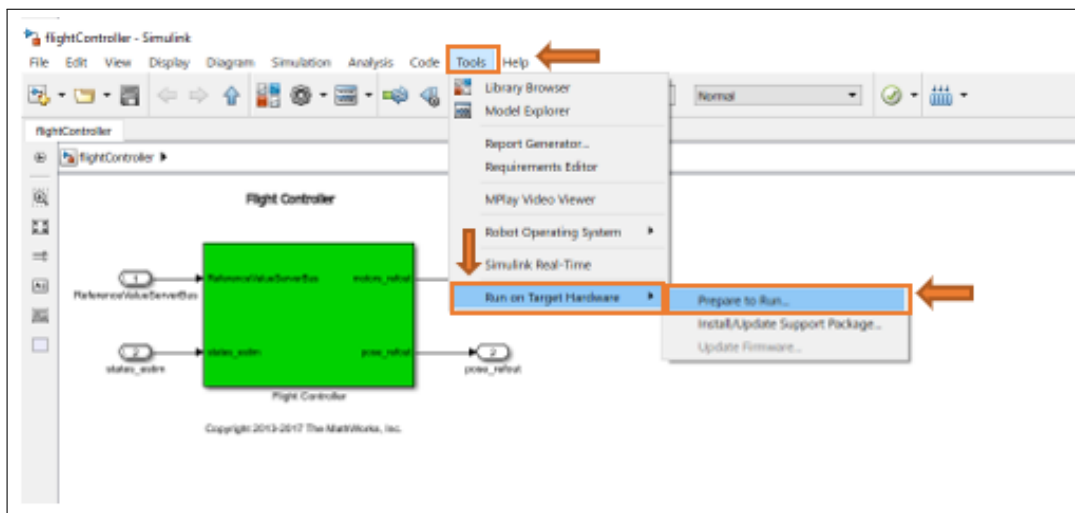 flightController - Simulink
File Edit View Display Diagram Simulation Analysis Code Tools Help
Normal
flightController
flightController
Library Browser
Model Explorer
Report Generator...
Requirements Editor
MPlay Video Viewer
Robot Operating System
Simulink Real-Time
Run on Target Hardware
Prepare to Run...
Install/Update Support Package...
Update Firmware...
Flight Controller
1
ReferenceValueServerBus
ReferenceValueServerBus
motors_refout
2
states_estim
states_estim
pose_refout
2
pose_refout
Flight Controller
Copyright 2013-2017 The MathWorks, Inc.